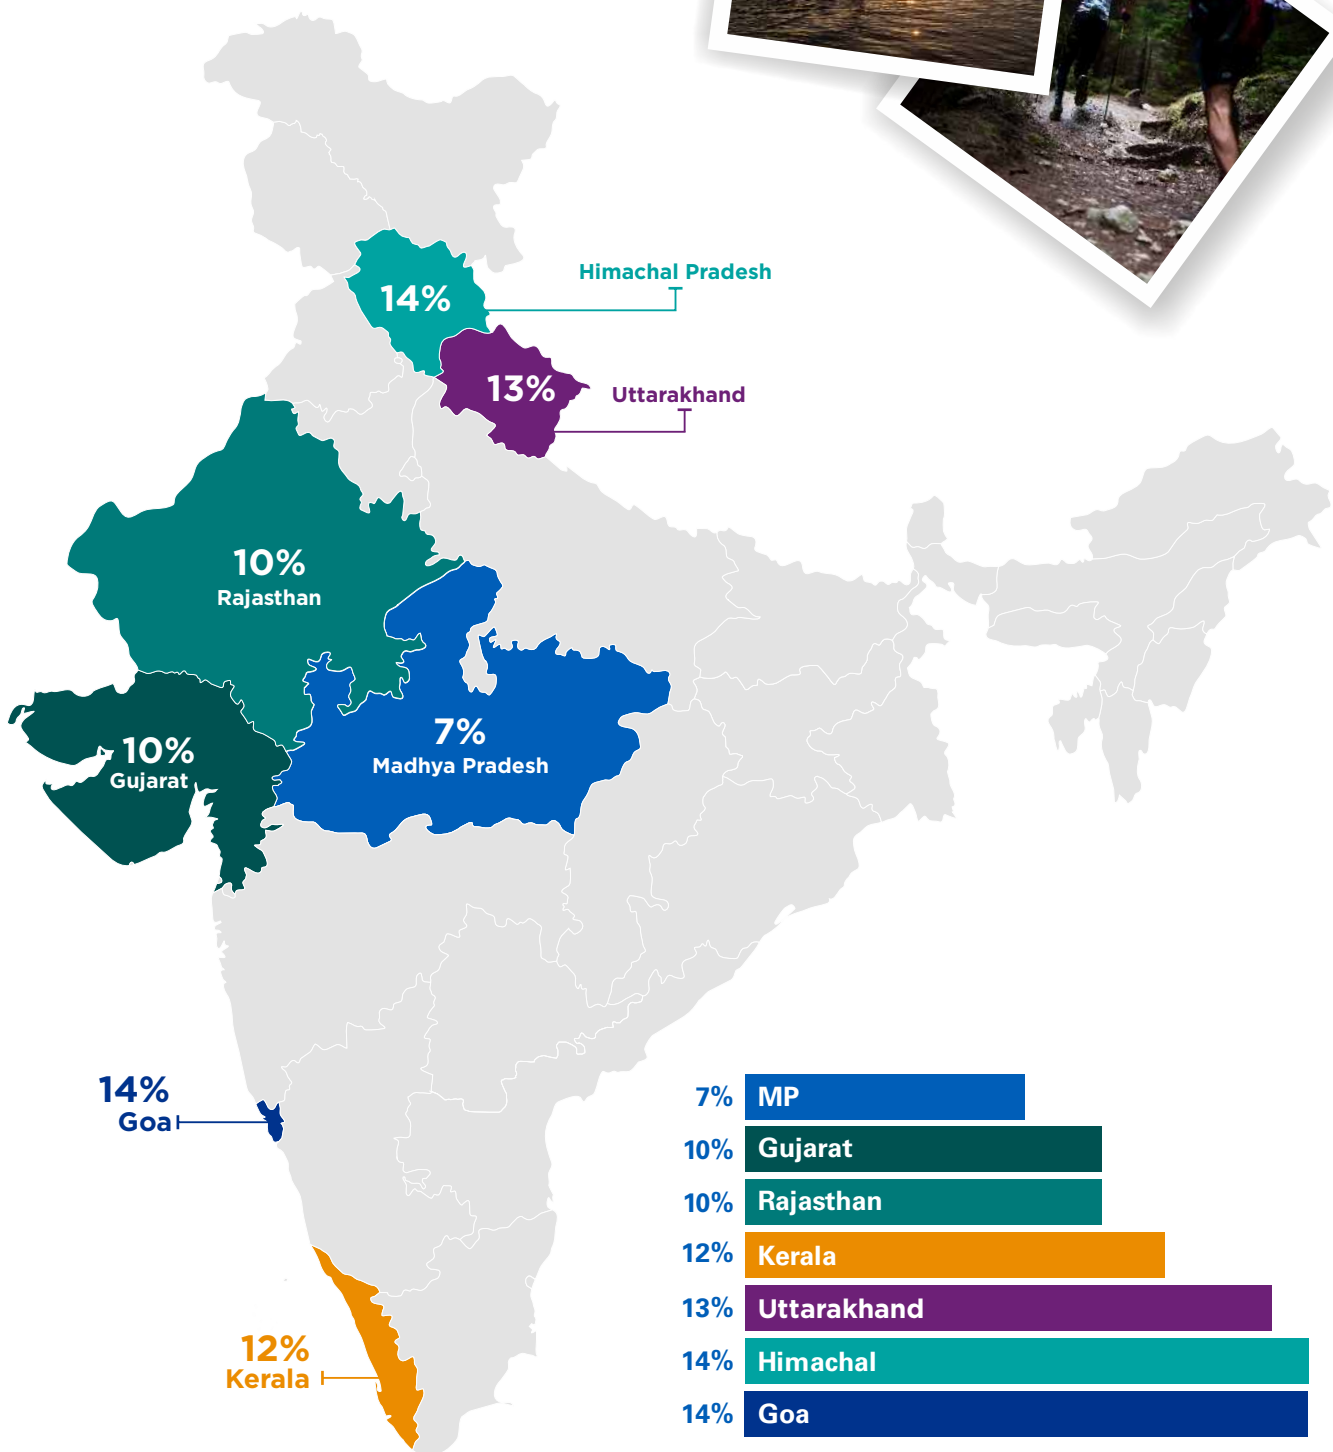 Himachal Pradesh
14%
13%
Uttarakhand
10%
Rajasthan
7%
Madhya Pradesh
10%
Gujarat
14%
Goa
12%
Kerala
7% MP
10% Gujarat
10% Rajasthan
12% Kerala
13% Uttarakhand
14% Himachal
14% Goa